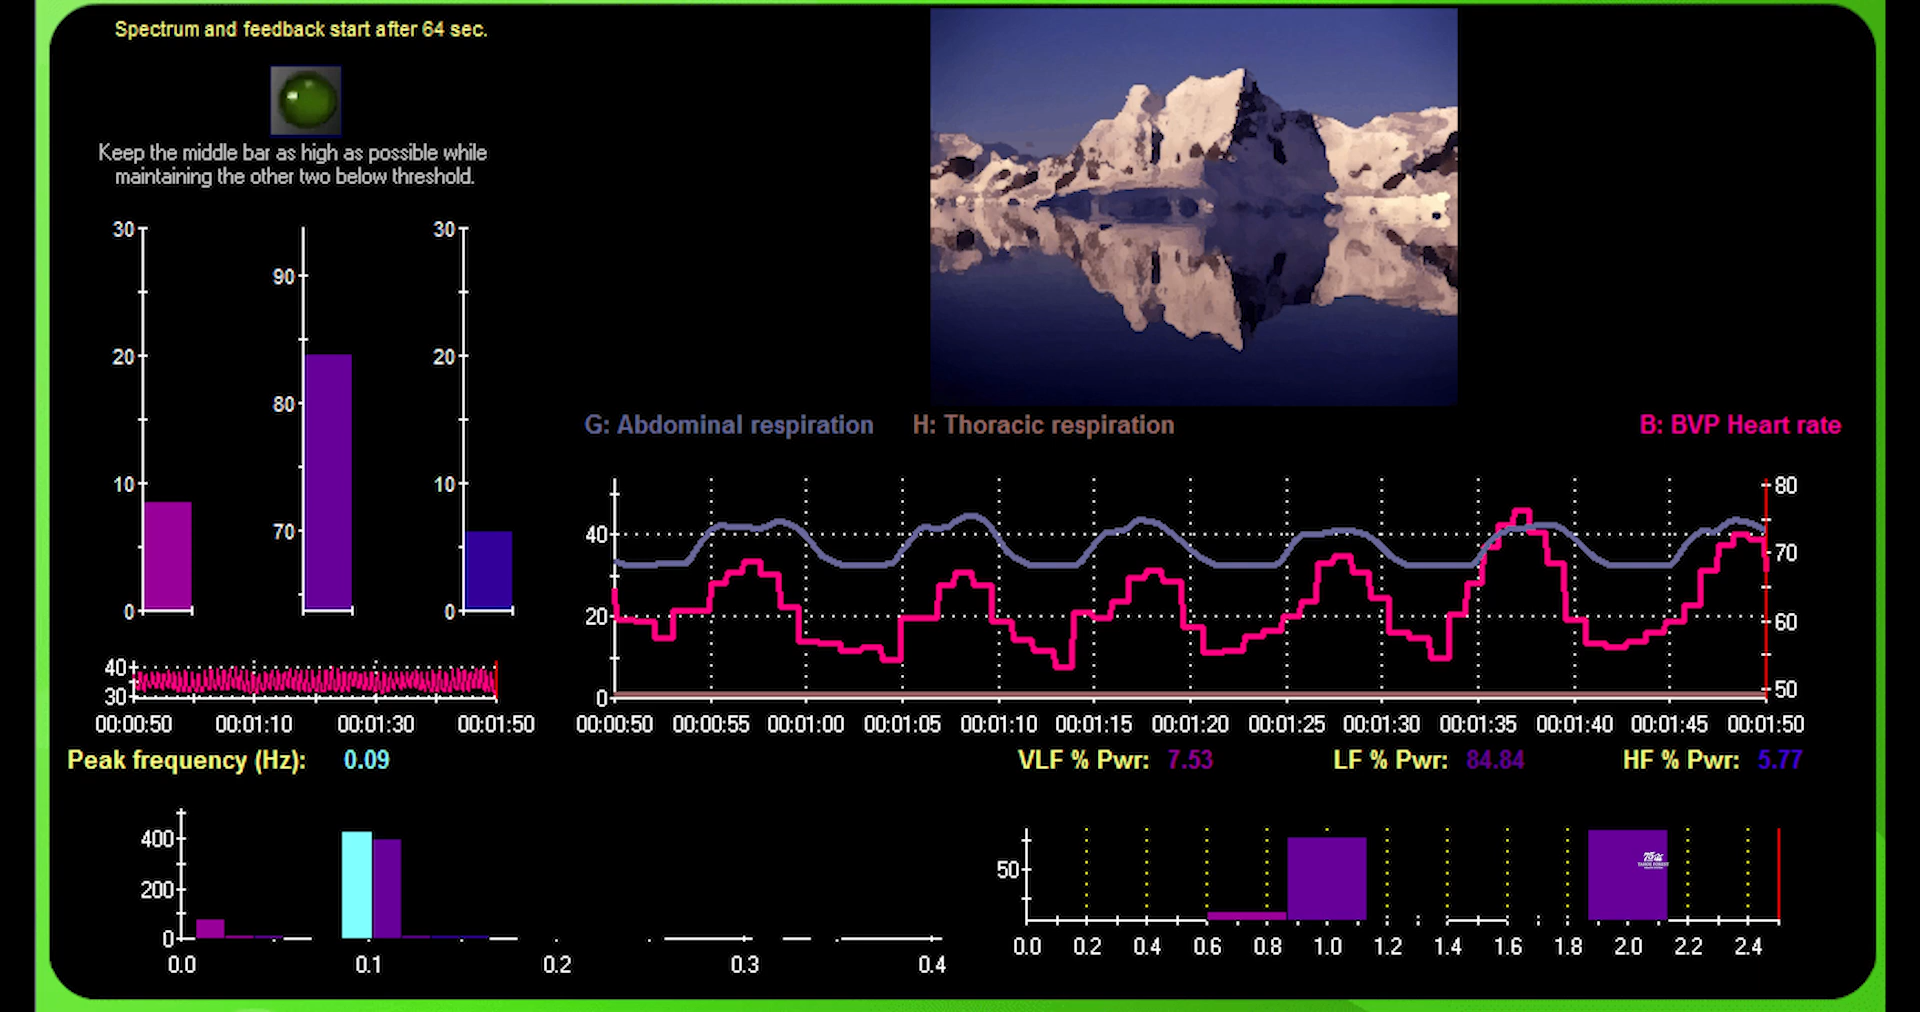 Spectrum and feedback start after 64 sec.
Keep the middle bar as high as possible while
maintaining the other two below threshold.
30
20
10
0
90
80
70
30
20
10
0
G: Abdominal respiration
H: Thoracic respiration
B: BVP Heart rate
40
20
0
80
70
60
50
40
30
00:00:50 00:01:10 00:01:30 00:01:50
00:00:50 00:00:55 00:01:00 00:01:05 00:01:10 00:01:15 00:01:20 00:01:25 00:01:30 00:01:35 00:01:40 00:01:45 00:01:50
Peak frequency (Hz): 0.09
VLF % Pwr: 7.53
LF % Pwr: 84.84
HF % Pwr: 5.77
400
200
0
0.0 0.1 0.2 0.3 0.4
50
0.0 0.2 0.4 0.6 0.8 1.0 1.2 1.4 1.6 1.8 2.0 2.2 2.4